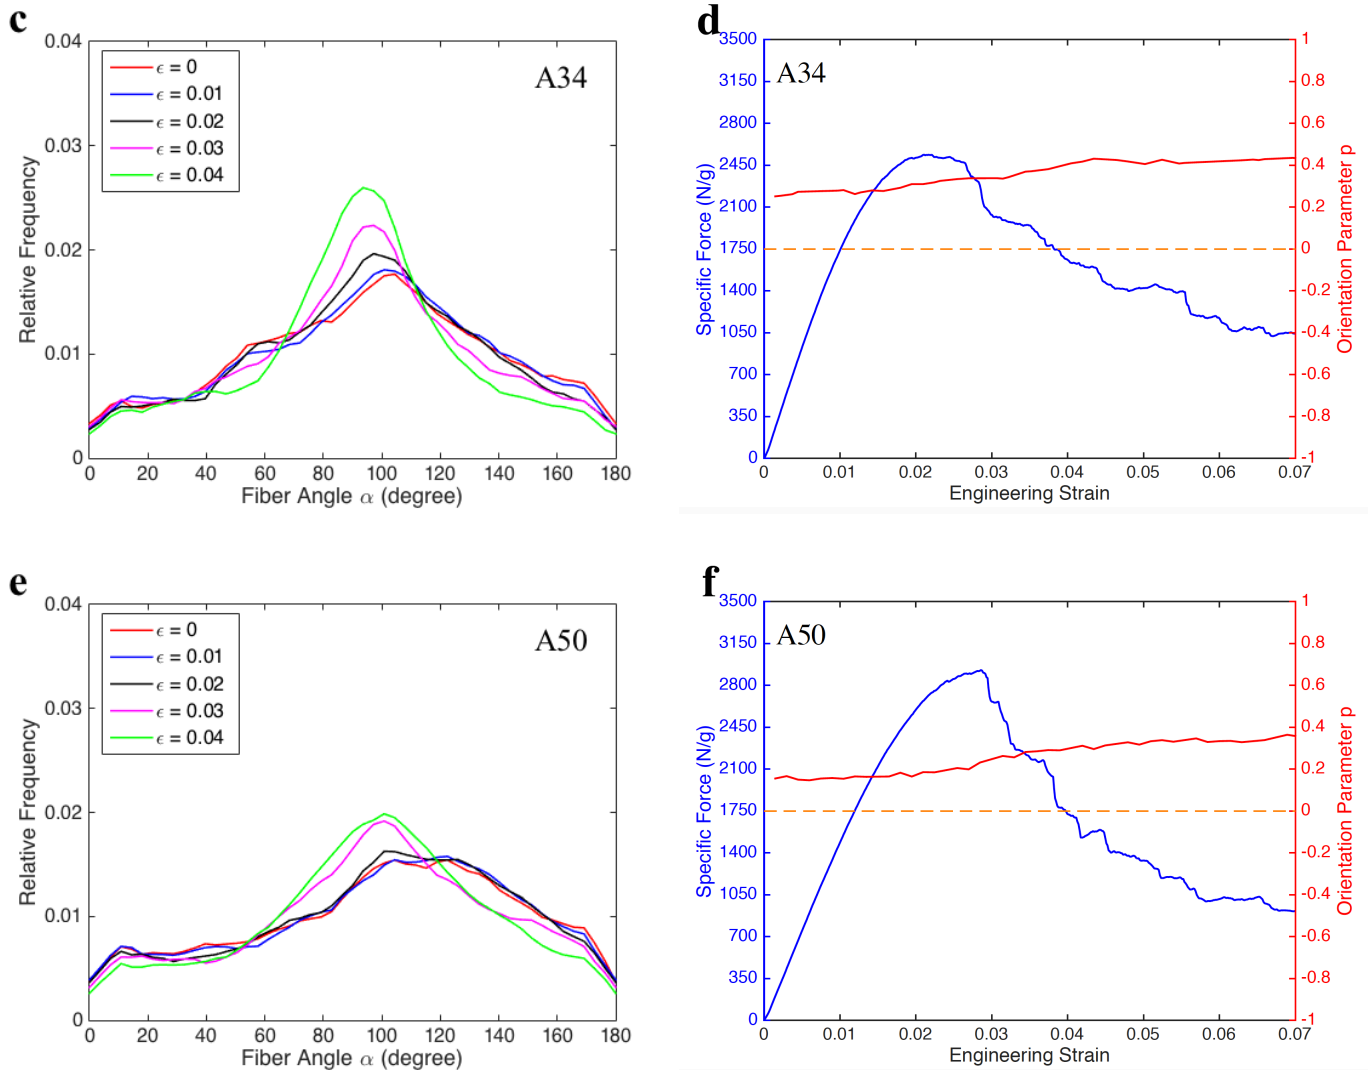 c
0.04
0.03
0.02
0.01
0
Relative Frequency
ϵ = 0
ϵ = 0.01
ϵ = 0.02
ϵ = 0.03
ϵ = 0.04
A34
0 20 40 60 80 100 120 140 160 180
Fiber Angle α (degree)
d
3500
3150
2800
2450
2100
1750
1400
1050
700
350
0
Specific Force (N/g)
A34
1
0.8
0.6
0.4
0.2
0
-0.2
-0.4
-0.6
-0.8
-1
Orientation Parameter p
0 0.01 0.02 0.03 0.04 0.05 0.06 0.07
Engineering Strain
e
0.04
0.03
0.02
0.01
0
Relative Frequency
ϵ = 0
ϵ = 0.01
ϵ = 0.02
ϵ = 0.03
ϵ = 0.04
A50
0 20 40 60 80 100 120 140 160 180
Fiber Angle α (degree)
f
3500
3150
2800
2450
2100
1750
1400
1050
700
350
0
Specific Force (N/g)
A50
1
0.8
0.6
0.4
0.2
0
-0.2
-0.4
-0.6
-0.8
-1
Orientation Parameter p
0 0.01 0.02 0.03 0.04 0.05 0.06 0.07
Engineering Strain